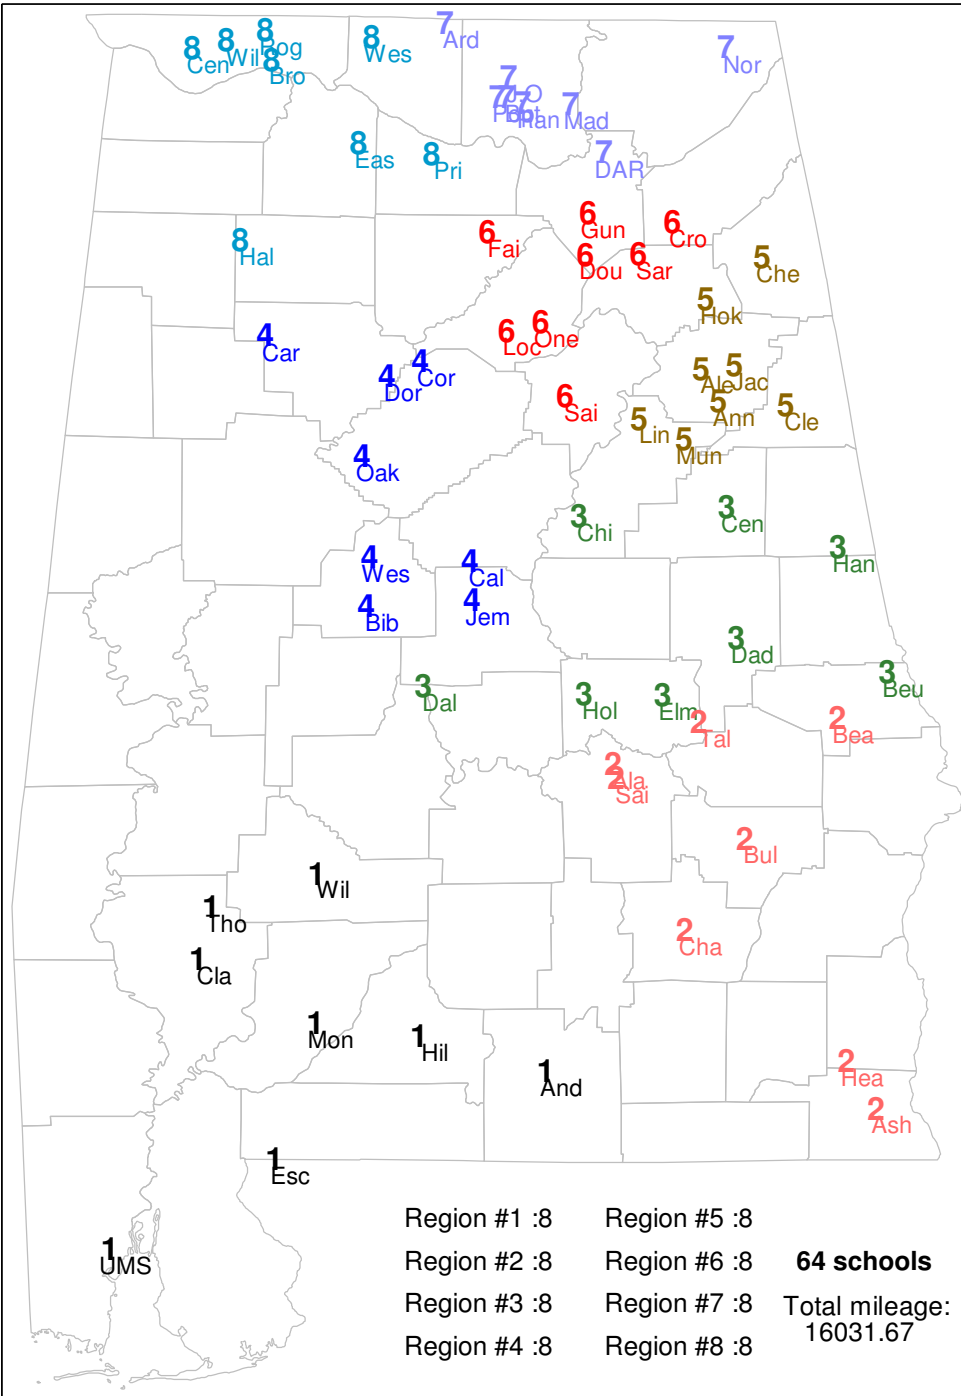 7 Ard
8 Rog
8 Wil
8 Cen
8 Bro
8 Wes
7 Nor
7
7
7
7
7 Mad
8 Eas
8 Pri
7 DAR
6 Gun
6 Cro
6 Fai
8 Hal
6 Dou
6 Sar
5 Che
5 Hok
4 Car
6 Loc
6 One
4 Cor
4 Dor
5 Ale
5 Jac
6 Sai
5 Ann
5 Cle
5 Lin
5 Mun
4 Oak
3 Chi
3 Cen
3 Han
4 Wes
4 Cal
4 Bib
4 Jem
3 Dad
3 Beu
3 Dal
3 Hol
3 Elm
2 Tal
2 Bea
2 Ala
2 Sai
2 Bul
1 Wil
1 Tho
2 Cha
1 Cla
1 Mon
1 Hil
1 And
2 Hea
2 Ash
1 Esc
1 UMS
Region #1 :8 Region #5 :8
Region #2 :8 Region #6 :8 64 schools
Region #3 :8 Region #7 :8 Total mileage:
Region #4 :8 Region #8 :8 16031.67